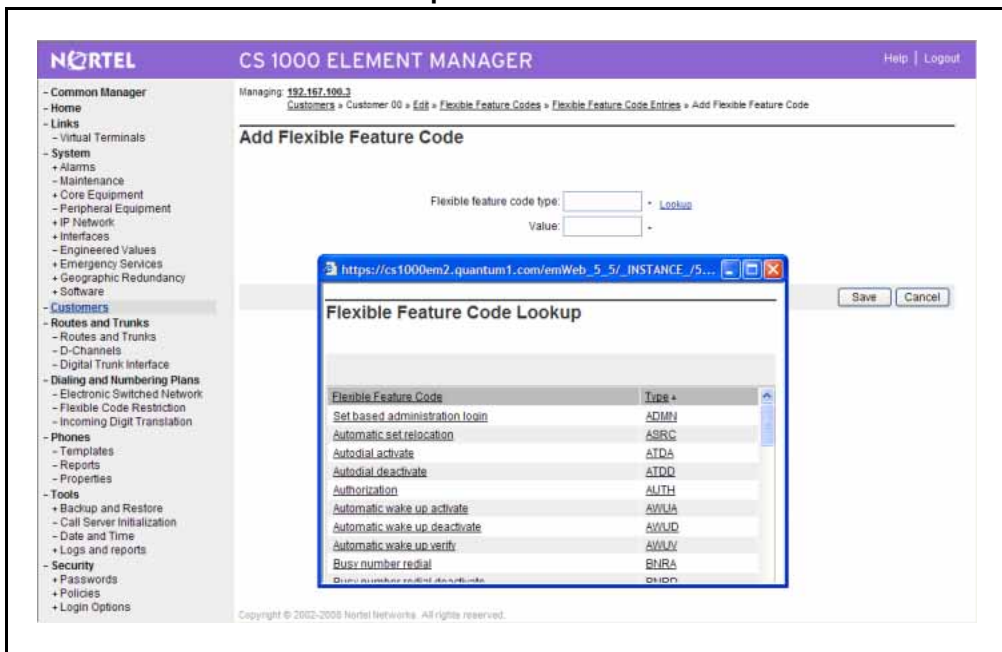 NORTEL
CS 1000 ELEMENT MANAGER
Help | Logout
- Common Manager
- Home
- Links
- Virtual Terminals
- System
+ Alarms
- Maintenance
+ Core Equipment
- Peripheral Equipment
+ IP Network
+ Interfaces
- Engineered Values
+ Emergency Services
+ Geographic Redundancy
+ Software
- Customers
- Routes and Trunks
- Routes and Trunks
- D-Channels
- Digital Trunk Interface
- Dialing and Numbering Plans
- Electronic Switched Network
- Flexible Code Restriction
- Incoming Digit Translation
- Phones
- Templates
- Reports
- Properties
- Tools
+ Backup and Restore
- Call Server Initialization
- Date and Time
+ Logs and reports
- Security
+ Passwords
+ Policies
+ Login Options
Managing: 192.167.100.3
Customers » Customer 00 » Edit » Flexible Feature Codes » Flexible Feature Code Entries » Add Flexible Feature Code
Add Flexible Feature Code
Flexible feature code type: * Lookup
Value: *
Save Cancel
https://cs1000em2.quantum1.com/emWeb_5_5/_INSTANCE_/5...
Flexible Feature Code Lookup
Flexible Feature Code Type
Set based administration login ADMN
Automatic set relocation ASRC
Autodial activate ATDA
Autodial deactivate ATDD
Authorization AUTH
Automatic wake up activate AWUA
Automatic wake up deactivate AWUD
Automatic wake up verify AWUV
Busy number redial BNRA
Busy number redial deactivate BNRD
Copyright © 2002-2008 Nortel Networks. All rights reserved.